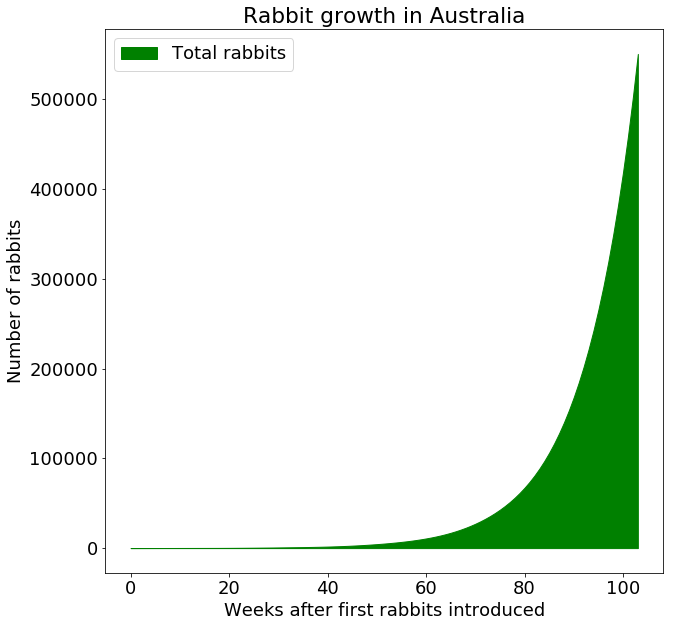 Rabbit growth in Australia
Total rabbits
Number of rabbits
500000
400000
300000
200000
100000
0
0 20 40 60 80 100
Weeks after first rabbits introduced